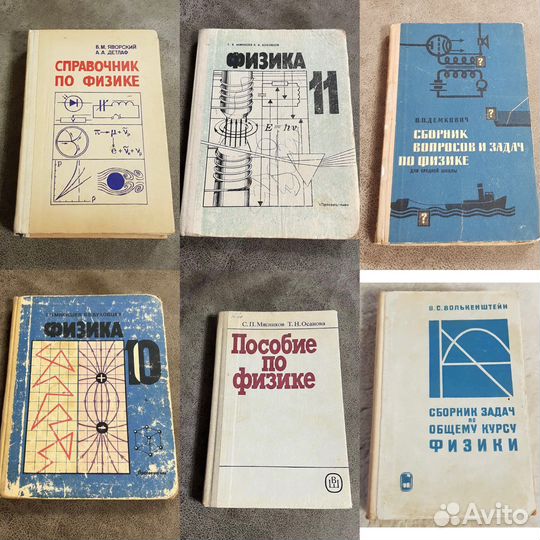 Б.М. ЯВОРСКИЙ
А.А. ДЕТЛАФ
СПРАВОЧНИК
ПО ФИЗИКЕ
ФИЗИКА
11
E = hν
В.П. ДЕМКОВИЧ
СБОРНИК
ВОПРОСОВ И ЗАДАЧ
ПО ФИЗИКЕ
ДЛЯ СРЕДНЕЙ ШКОЛЫ
?
?
ФИЗИКА
10
С.П. Мясников Т.Н. Осанова
Пособие
по
физике
В.С. ВОЛЬКЕНШТЕЙН
СБОРНИК ЗАДАЧ
по
ОБЩЕМУ КУРСУ
ФИЗИКИ
Avito